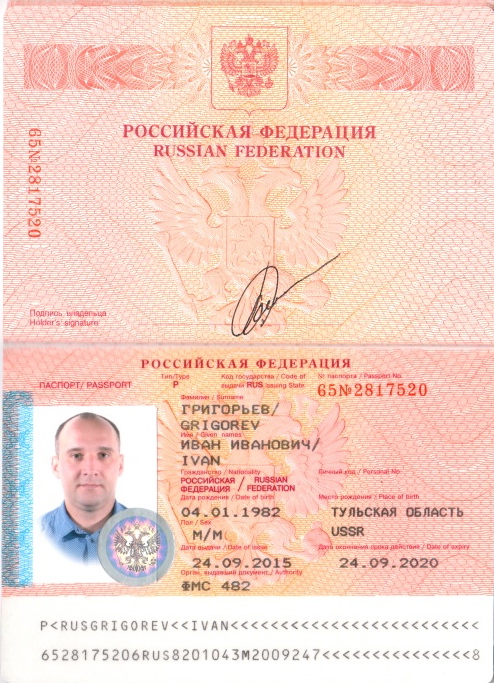 РОССИЙСКАЯ ФЕДЕРАЦИЯ
RUSSIAN FEDERATION
65№2817520
Подпись владельца
Holder's signature
РОССИЙСКАЯ ФЕДЕРАЦИЯ
ПАСПОРТ/ PASSPORT
Тип/Type
P
Код государства / Code of
выдачи RUS Issuing State
№ паспорта / Passport No.
65№2817520
Фамилия / Surname
ГРИГОРЬЕВ/
GRIGOREV
Имя / Given names
ИВАН ИВАНОВИЧ/
IVAN
Гражданство / Nationality
РОССИЙСКАЯ / RUSSIAN
ФЕДЕРАЦИЯ / FEDERATION
Личный код / Personal No.
Дата рождения / Date of birth
04.01.1982
Место рождения / Place of birth
ТУЛЬСКАЯ ОБЛАСТЬ
USSR
Пол / Sex
М/M
Дата выдачи / Date of issue
24.09.2015
Дата окончания срока действия / Date of expiry
24.09.2020
Орган, выдавший документ / Authority
ФМС 482
P<RUSGRIGOREV<<IVAN<<<<<<<<<<<<<<<<<<<<<<<<<
6528175206RUS8201043M2009247<<<<<<<<<<<<<<<8